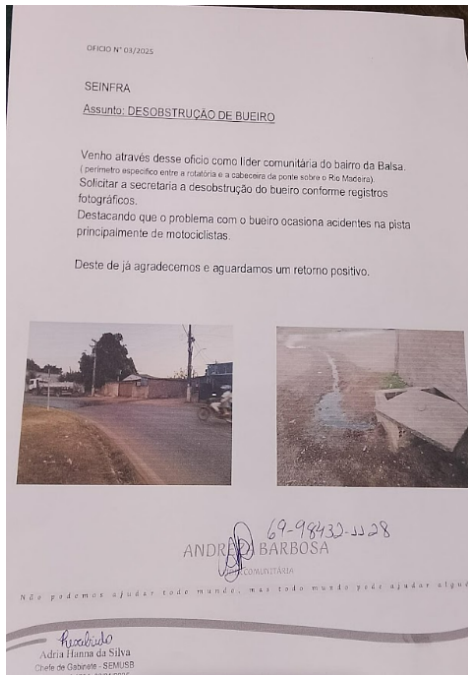 OFICIO N° 03/2025
SEINFRA
Assunto: DESOBSTRUÇÃO DE BUEIRO
Venho através desse oficio como líder comunitária do bairro da Balsa.
( perímetro especifico entre a rotatória e a cabeceira da ponte sobre o Rio Madeira).
Solicitar a secretaria a desobstrução do bueiro conforme registros
fotográficos.
Destacando que o problema com o bueiro ocasiona acidentes na pista
principalmente de motociclistas.
Deste de já agradecemos e aguardamos um retorno positivo.
69-98432-1128
BARBOSA
COMUNITÁRIA
Não podemos ajudar todo mundo, mas todo mundo pode ajudar
Recebido
Adria Hanna da Silva
Chefe de Gabinete - SEMUSB